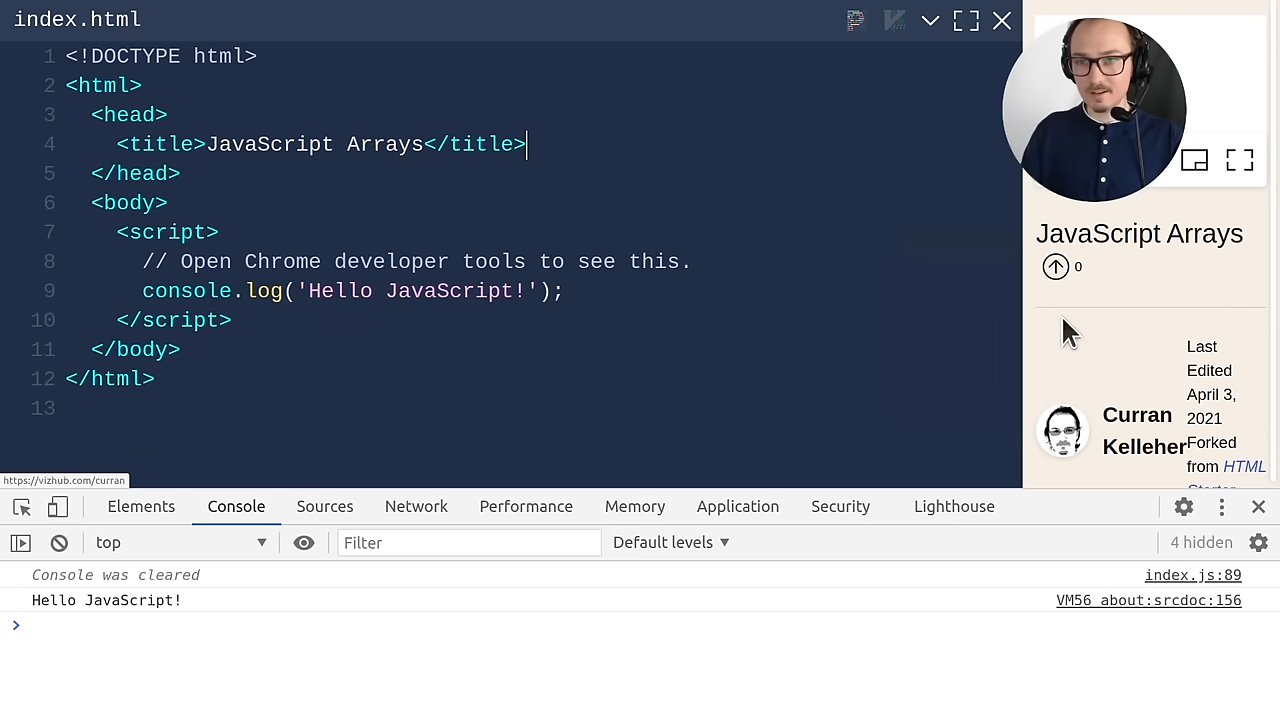 index.html
1 <!DOCTYPE html>
2 <html>
3   <head>
4     <title>JavaScript Arrays</title>
5   </head>
6   <body>
7     <script>
8       // Open Chrome developer tools to see this.
9       console.log('Hello JavaScript!');
10     </script>
11   </body>
12 </html>
13
JavaScript Arrays
0
Curran
Kelleher
Last
Edited
April 3,
2021
Forked
from HTML
Starter
https://vizhub.com/curran
Elements Console Sources Network Performance Memory Application Security Lighthouse
top Filter Default levels 4 hidden
Console was cleared index.js:89
Hello JavaScript! VM56 about:srcdoc:156